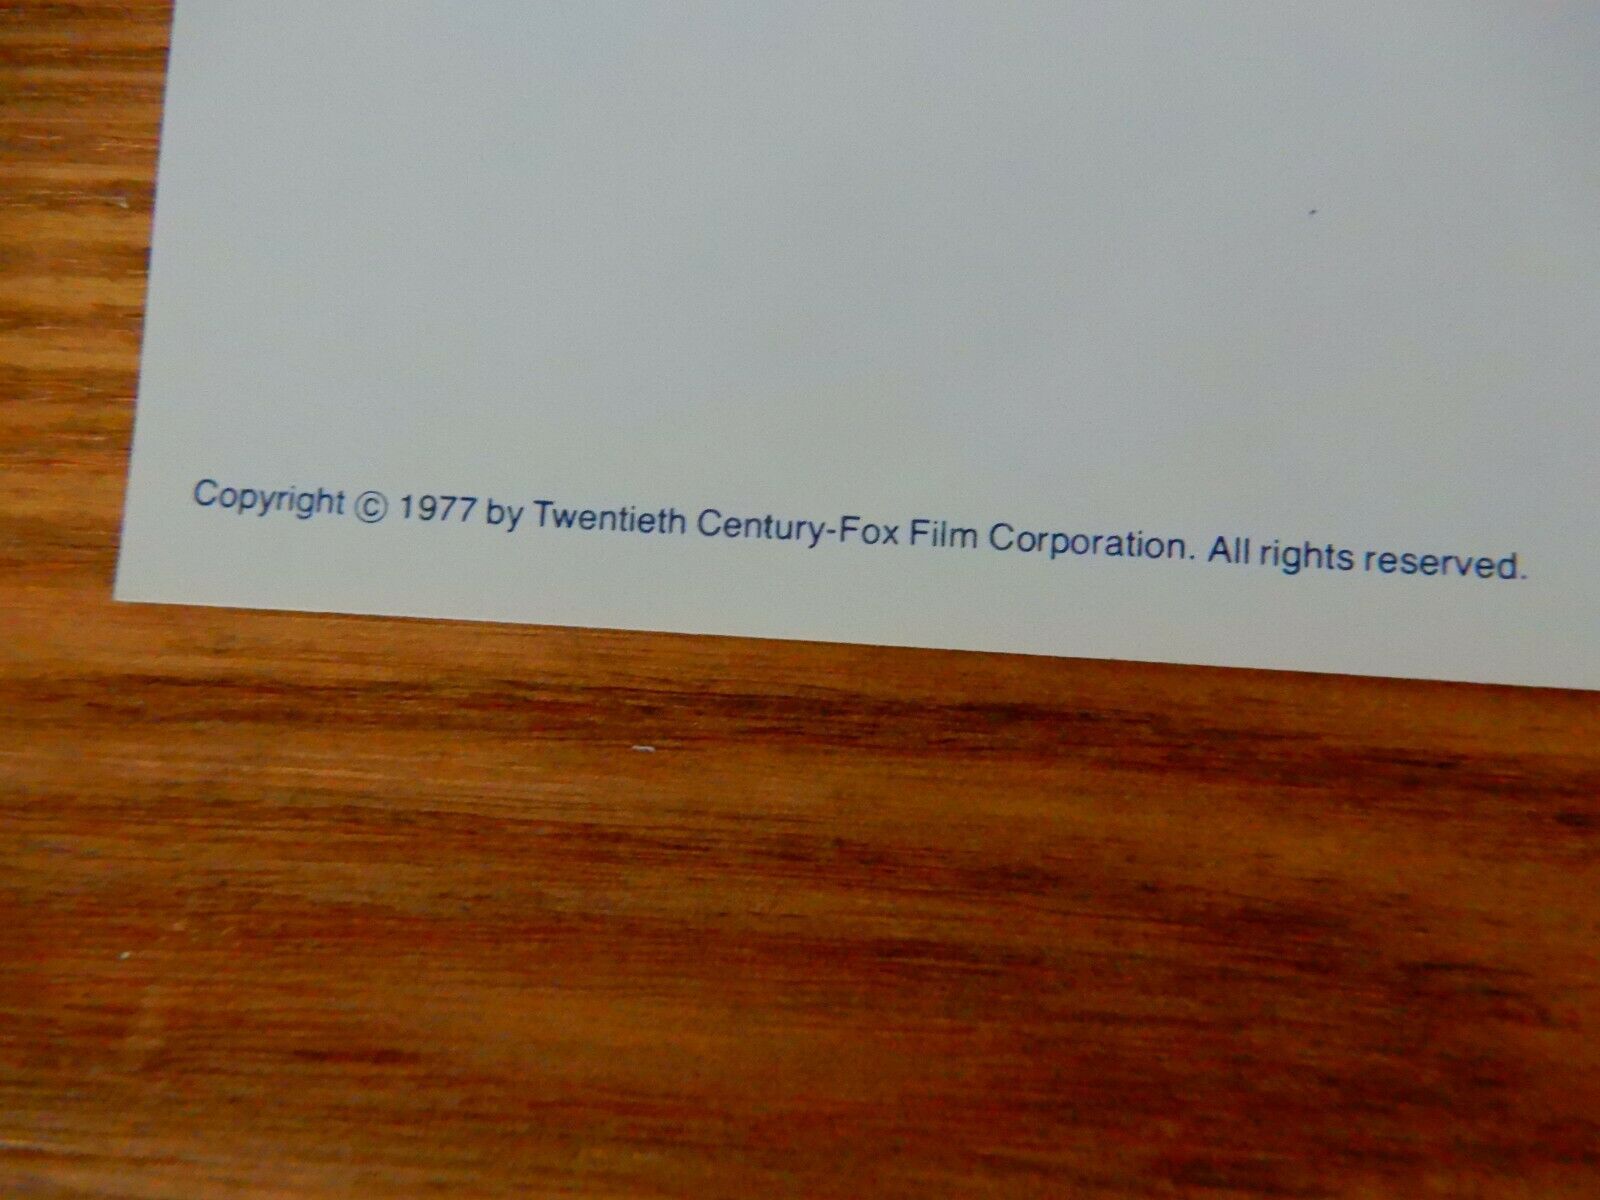 Copyright © 1977 by Twentieth Century-Fox Film Corporation. All rights reserved.